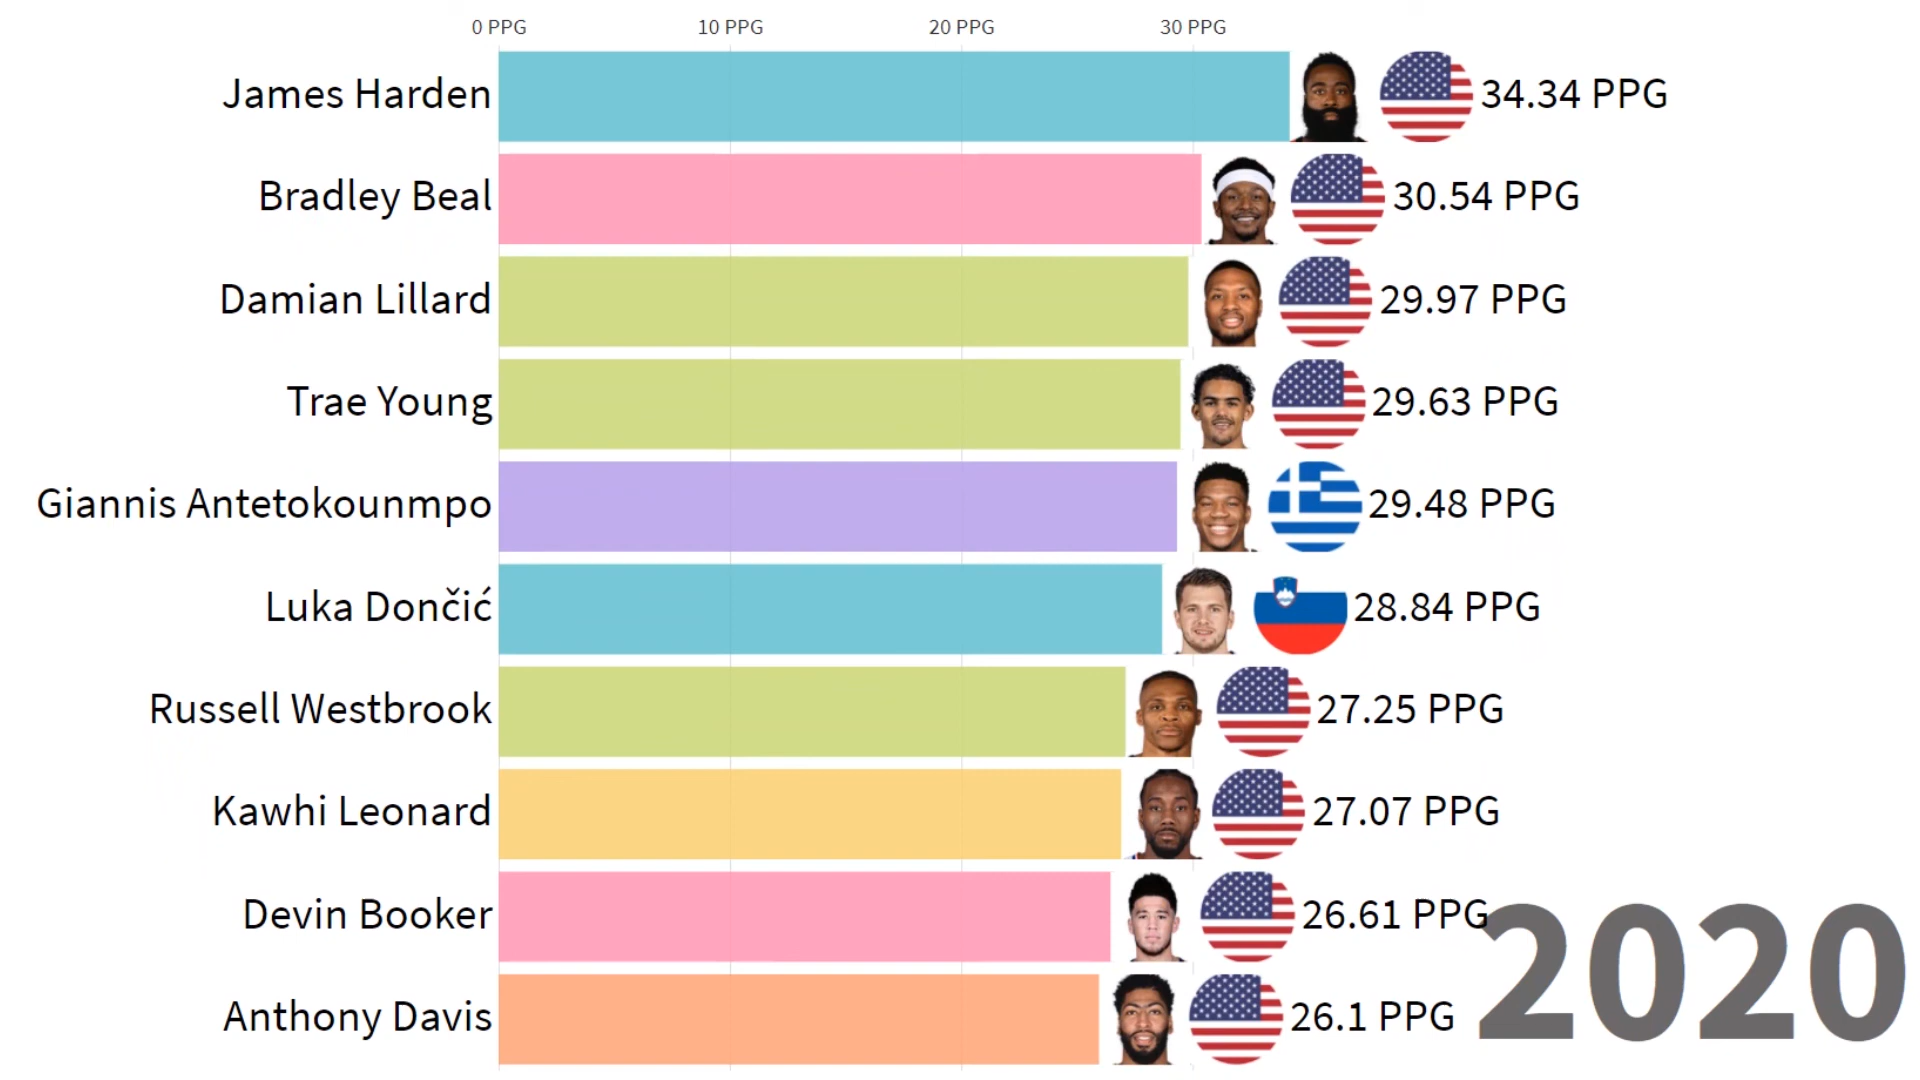 0 PPG 10 PPG 20 PPG 30 PPG
James Harden 34.34 PPG
Bradley Beal 30.54 PPG
Damian Lillard 29.97 PPG
Trae Young 29.63 PPG
Giannis Antetokounmpo 29.48 PPG
Luka Dončić 28.84 PPG
Russell Westbrook 27.25 PPG
Kawhi Leonard 27.07 PPG
Devin Booker 26.61 PPG
Anthony Davis 26.1 PPG
2020